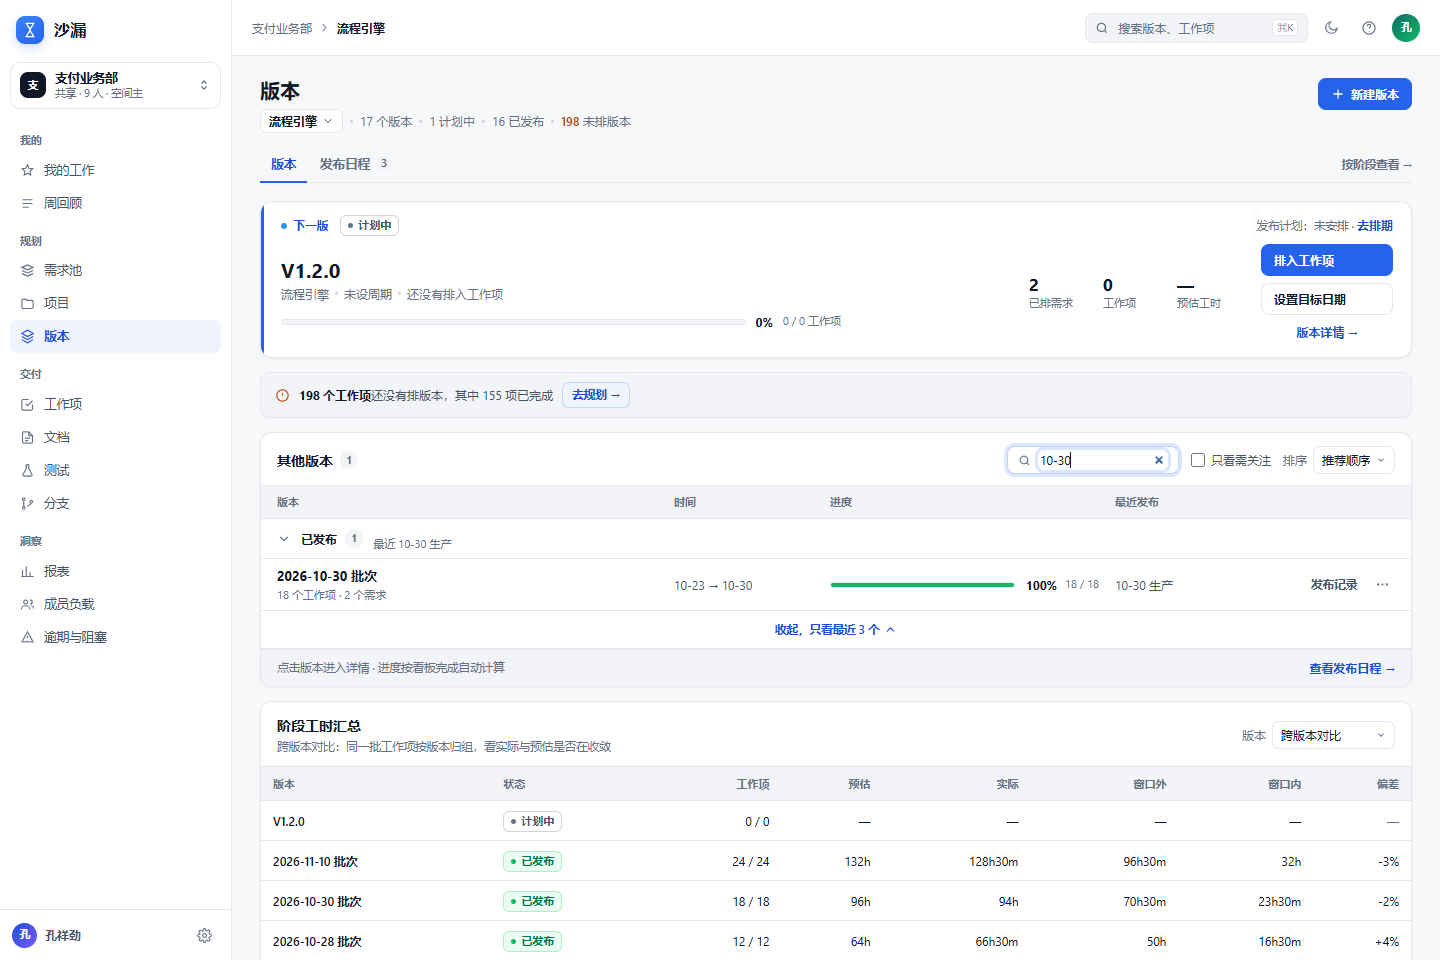 沙漏
支
支付业务部
共享 · 9 人 · 空间主
我的
我的工作
周回顾
规划
需求池
项目
版本
交付
工作项
文档
测试
分支
洞察
报表
成员负载
逾期与阻塞
孔
孔祥劲
支付业务部 > 流程引擎
搜索版本、工作项
⌘K
孔
版本
新建版本
流程引擎 · 17 个版本 · 1 计划中 · 16 已发布 · 198 未排版本
版本
发布日程 3
按阶段查看 →
下一版
计划中
发布计划：未安排 · 去排期
V1.2.0
流程引擎 · 未设周期 · 还没有排入工作项
0%
0 / 0 工作项
2
已排需求
0
工作项
—
预估工时
排入工作项
设置目标日期
版本详情 →
198 个工作项还没有排版本，其中 155 项已完成
去规划 →
其他版本 1
10-30
只看需关注
排序
推荐顺序
版本 时间 进度 最近发布
已发布 1 最近 10-30 生产
2026-10-30 批次
18 个工作项 · 2 个需求
10-23 → 10-30
100% 18 / 18
10-30 生产
发布记录
收起，只看最近 3 个
点击版本进入详情 · 进度按看板完成自动计算
查看发布日程 →
阶段工时汇总
跨版本对比：同一批工作项按版本归组，看实际与预估是否在收敛
版本
跨版本对比
版本 状态 工作项 预估 实际 窗口外 窗口内 偏差
V1.2.0 计划中 0 / 0 — — — — —
2026-11-10 批次 已发布 24 / 24 132h 128h30m 96h30m 32h -3%
2026-10-30 批次 已发布 18 / 18 96h 94h 70h30m 23h30m -2%
2026-10-28 批次 已发布 12 / 12 64h 66h30m 50h 16h30m +4%